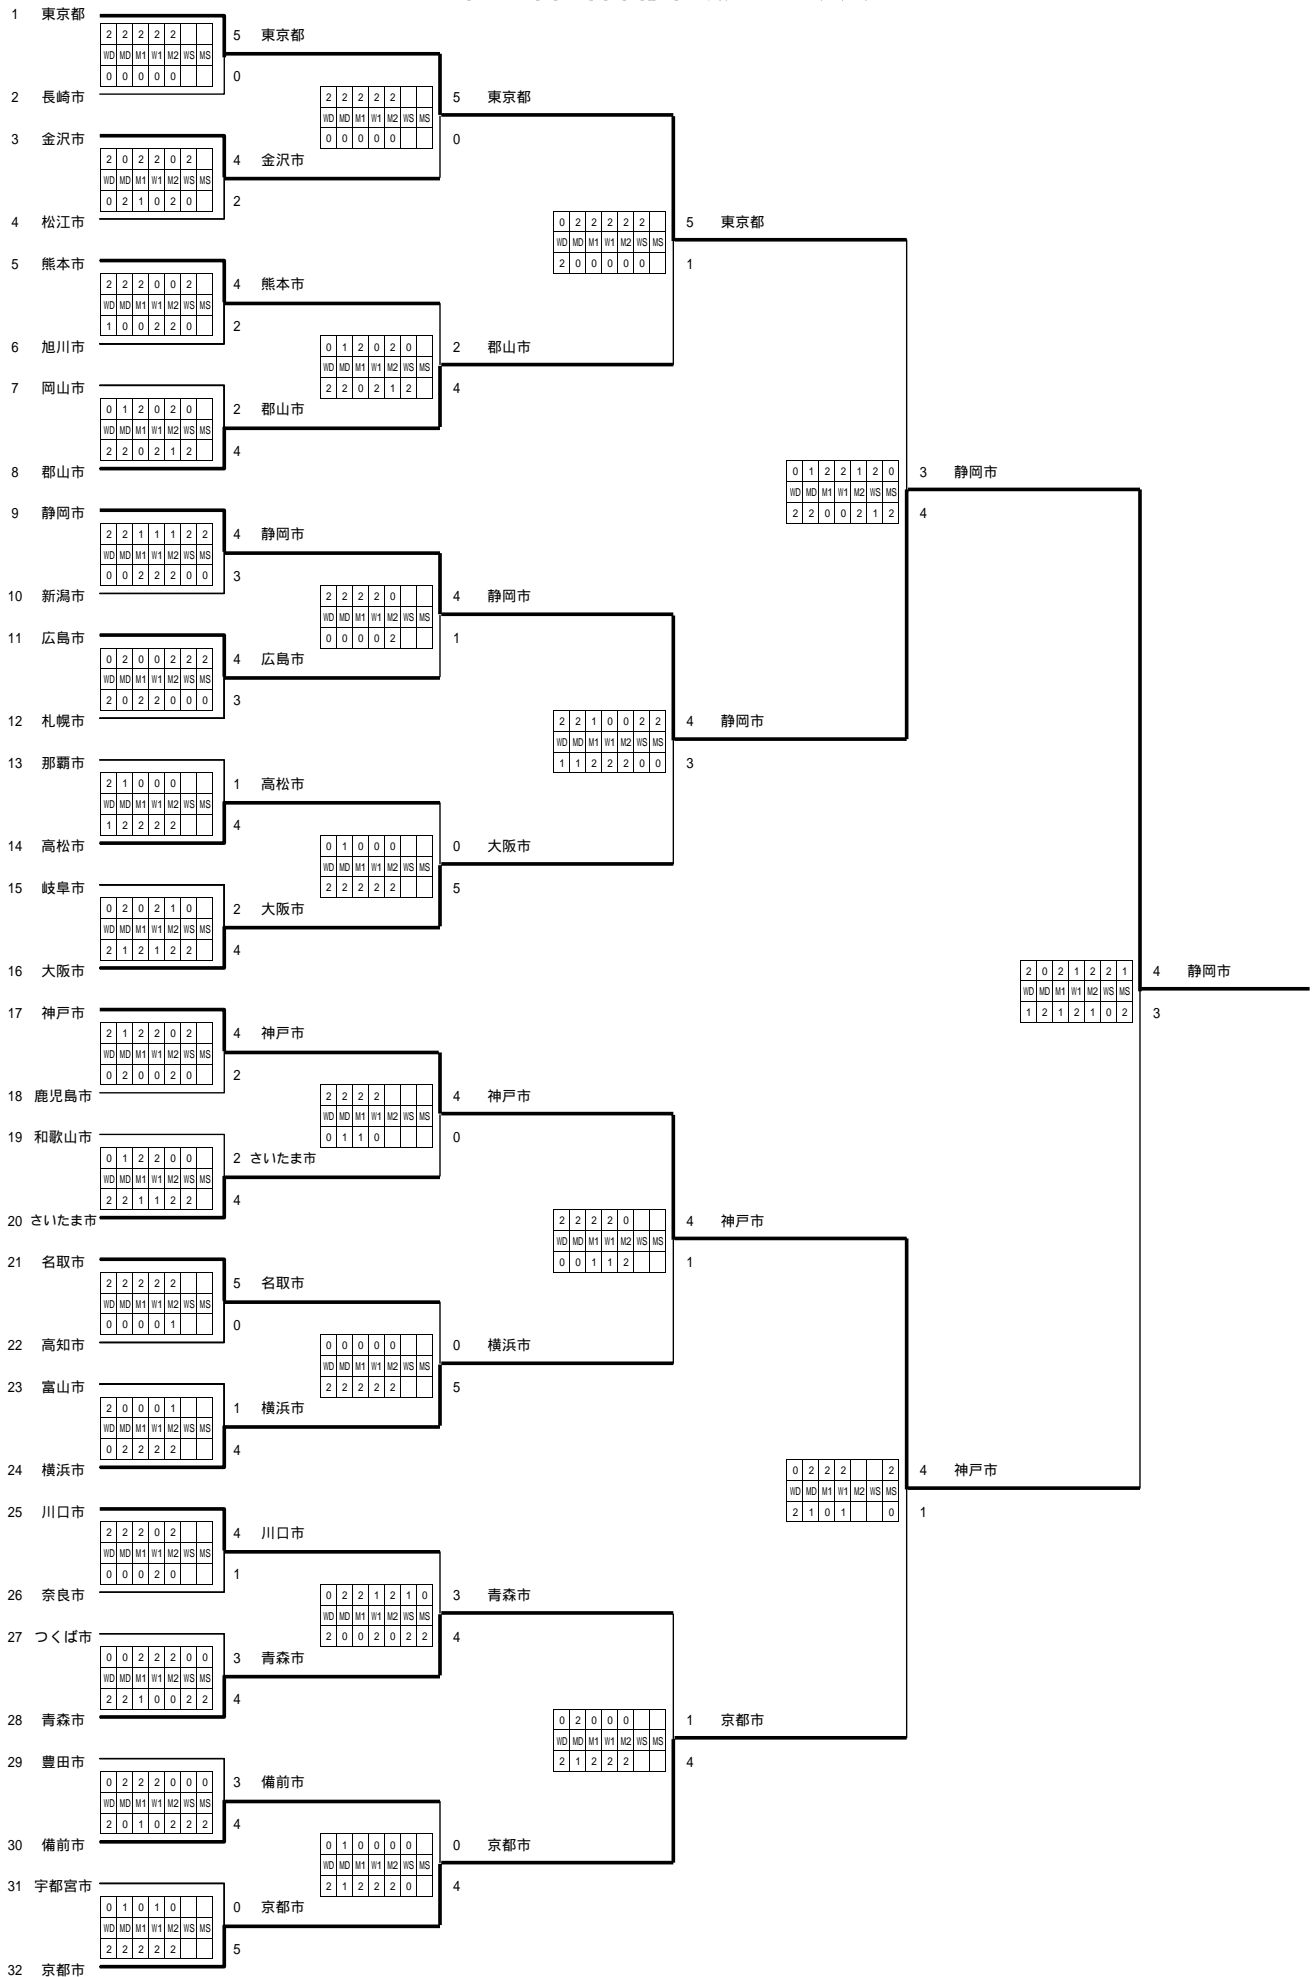 1 東京都
2 2 2 2 2
WD MD M1 W1 M2 WS MS
0 0 0 0 0
5 東京都
0
2 長崎市
2 2 2 2 2
WD MD M1 W1 M2 WS MS
0 0 0 0 0
5 東京都
0
3 金沢市
2 0 2 2 0 2
WD MD M1 W1 M2 WS MS
0 2 1 0 2 0
4 金沢市
2
4 松江市
0 2 2 2 2 2
WD MD M1 W1 M2 WS MS
2 0 0 0 0 0
5 東京都
1
5 熊本市
2 2 2 0 0 2
WD MD M1 W1 M2 WS MS
1 0 0 2 2 0
4 熊本市
2
6 旭川市
0 1 2 0 2 0
WD MD M1 W1 M2 WS MS
2 2 0 2 1 2
2 郡山市
4
7 岡山市
0 1 2 0 2 0
WD MD M1 W1 M2 WS MS
2 2 0 2 1 2
2 郡山市
4
8 郡山市
0 1 2 2 1 2 0
WD MD M1 W1 M2 WS MS
2 2 0 0 2 1 2
3 静岡市
4
9 静岡市
2 2 1 1 1 2 2
WD MD M1 W1 M2 WS MS
0 0 2 2 2 0 0
4 静岡市
3
10 新潟市
2 2 2 2 0
WD MD M1 W1 M2 WS MS
0 0 0 0 2
4 静岡市
1
11 広島市
0 2 0 0 2 2 2
WD MD M1 W1 M2 WS MS
2 0 2 2 0 0 0
4 広島市
3
12 札幌市
2 2 1 0 0 2 2
WD MD M1 W1 M2 WS MS
1 1 2 2 2 0 0
4 静岡市
3
13 那覇市
2 1 0 0 0
WD MD M1 W1 M2 WS MS
1 2 2 2 2
1 高松市
4
14 高松市
0 1 0 0 0
WD MD M1 W1 M2 WS MS
2 2 2 2 2
0 大阪市
5
15 岐阜市
0 2 0 2 1 0
WD MD M1 W1 M2 WS MS
2 1 2 1 2 2
2 大阪市
4
16 大阪市
2 0 2 1 2 2 1
WD MD M1 W1 M2 WS MS
1 2 1 2 1 0 2
4 静岡市
3
17 神戸市
2 1 2 2 0 2
WD MD M1 W1 M2 WS MS
0 2 0 0 2 0
4 神戸市
2
18 鹿児島市
2 2 2 2
WD MD M1 W1 M2 WS MS
0 1 1 0
4 神戸市
0
19 和歌山市
0 1 2 2 0 0
WD MD M1 W1 M2 WS MS
2 2 1 1 2 2
2 さいたま市
4
20 さいたま市
2 2 2 2 0
WD MD M1 W1 M2 WS MS
0 0 1 1 2
4 神戸市
1
21 名取市
2 2 2 2 2
WD MD M1 W1 M2 WS MS
0 0 0 0 1
5 名取市
0
22 高知市
0 0 0 0 0
WD MD M1 W1 M2 WS MS
2 2 2 2 2
0 横浜市
5
23 富山市
2 0 0 0 1
WD MD M1 W1 M2 WS MS
0 2 2 2 2
1 横浜市
4
24 横浜市
0 2 2 2 2
WD MD M1 W1 M2 WS MS
2 1 0 1 0
4 神戸市
1
25 川口市
2 2 2 0 2
WD MD M1 W1 M2 WS MS
0 0 0 2 0
4 川口市
1
26 奈良市
0 2 2 1 2 1 0
WD MD M1 W1 M2 WS MS
2 0 0 2 0 2 2
3 青森市
4
27 つくば市
0 0 2 2 2 0 0
WD MD M1 W1 M2 WS MS
2 2 1 0 0 2 2
3 青森市
4
28 青森市
0 2 0 0 0
WD MD M1 W1 M2 WS MS
2 1 2 2 2
1 京都市
4
29 豊田市
0 2 2 2 0 0 0
WD MD M1 W1 M2 WS MS
2 0 1 0 2 2 2
3 備前市
4
30 備前市
0 1 0 0 0 0
WD MD M1 W1 M2 WS MS
2 1 2 2 2 0
0 京都市
4
31 宇都宮市
0 1 0 1 0
WD MD M1 W1 M2 WS MS
2 2 2 2 2
0 京都市
5
32 京都市